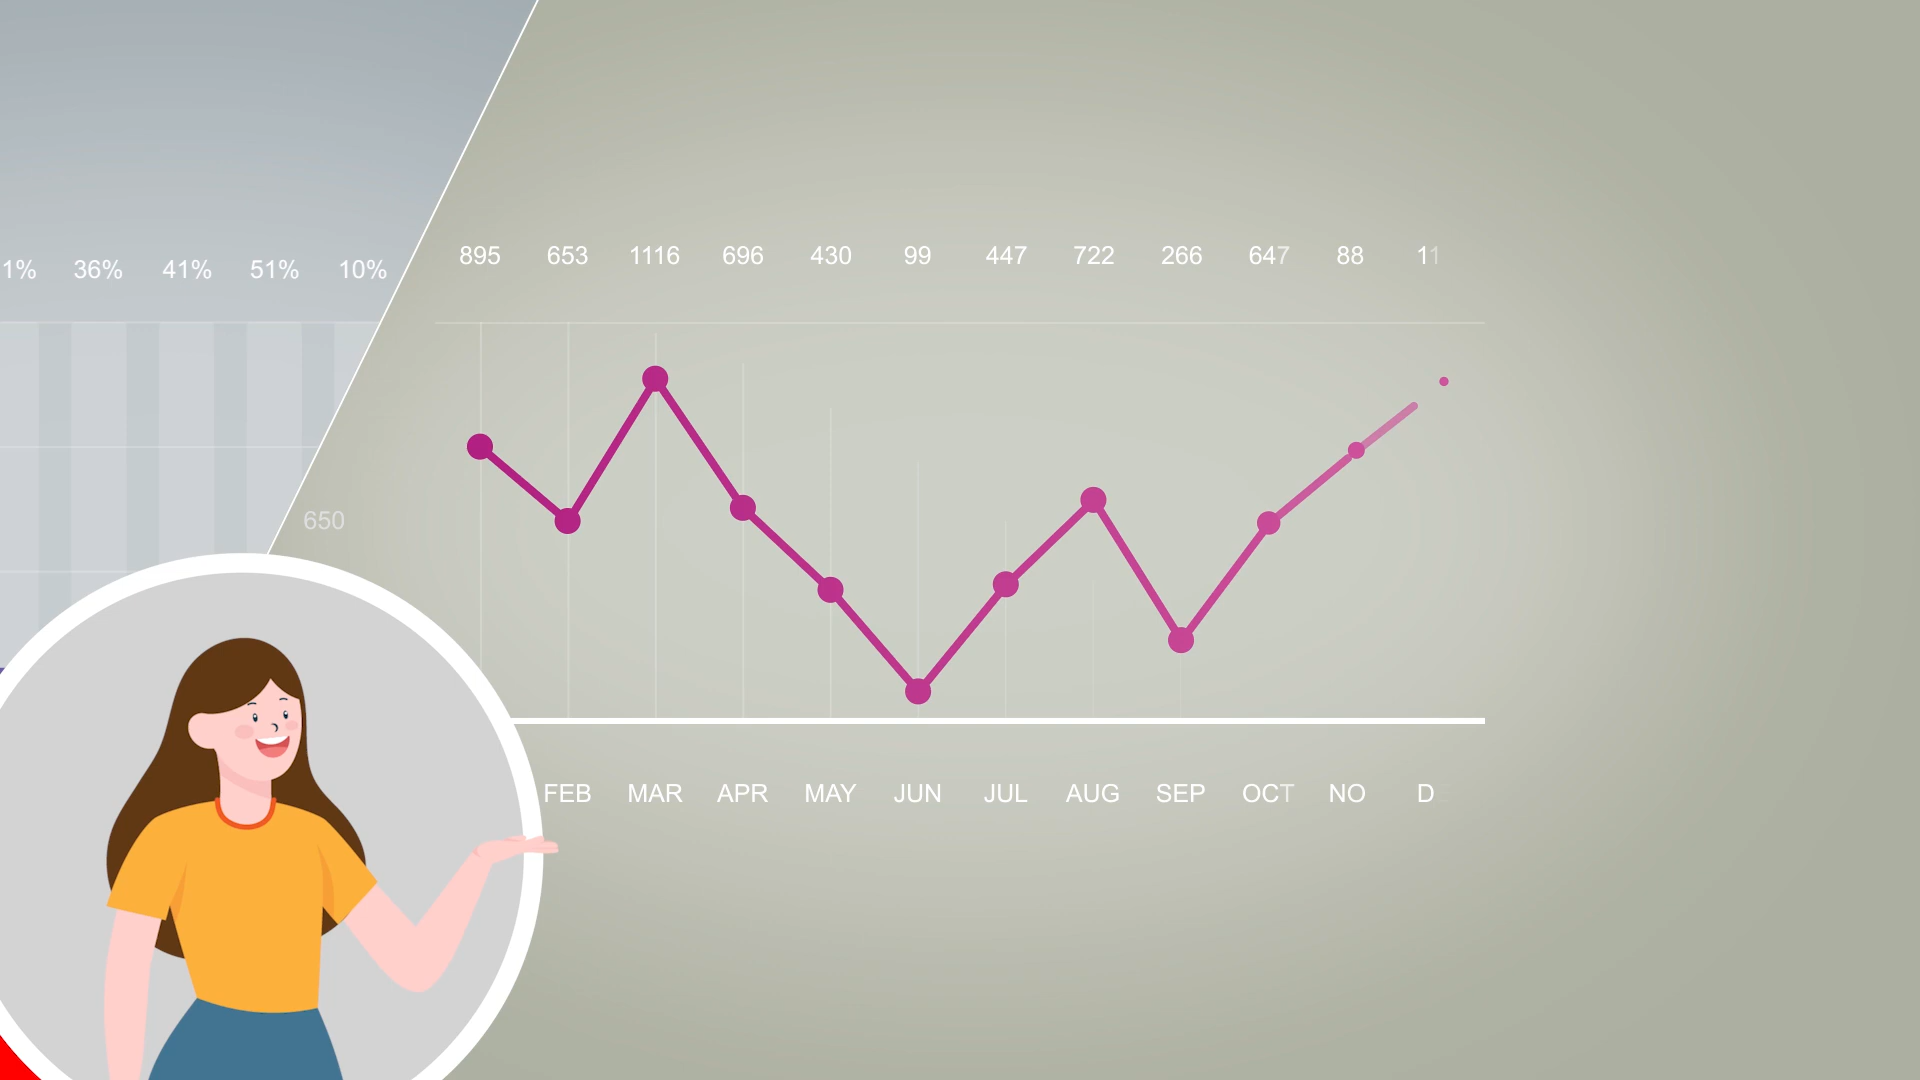 1% 36% 41% 51% 10%
895 653 1116 696 430 99 447 722 266 647 88 11
650
FEB MAR APR MAY JUN JUL AUG SEP OCT NO D